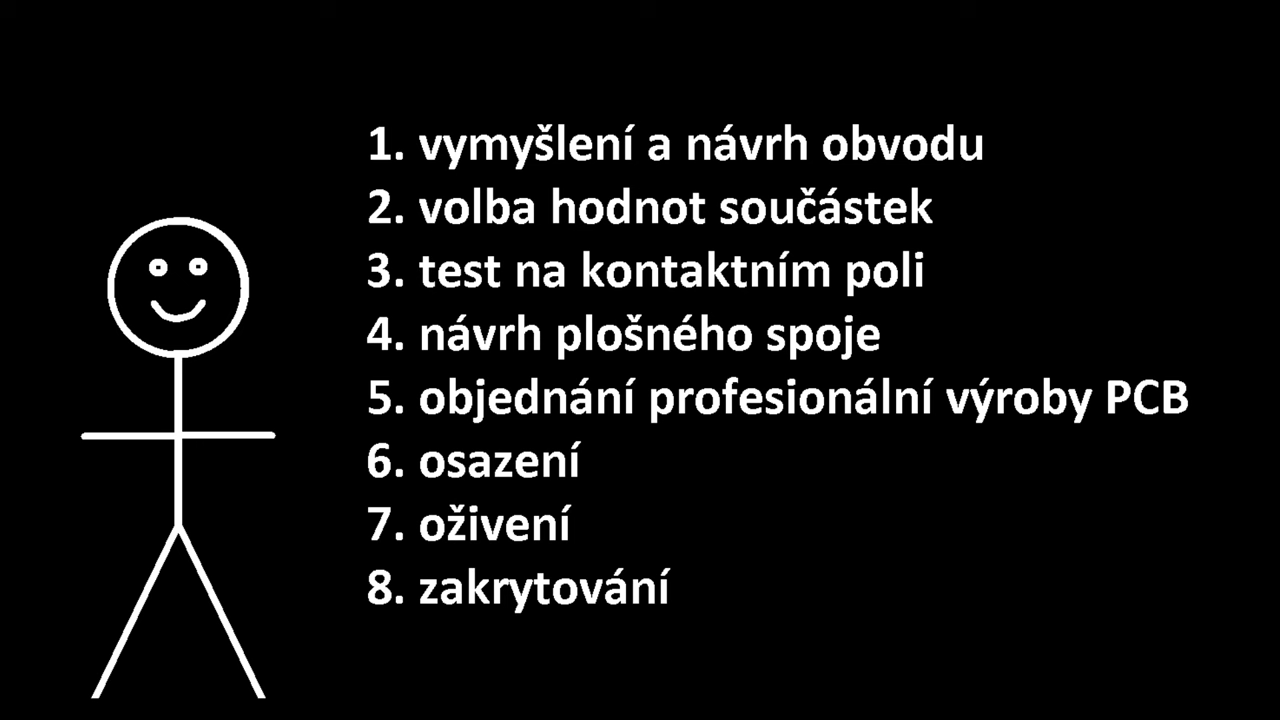 1. vymyšlení a návrh obvodu
2. volba hodnot součástek
3. test na kontaktním poli
4. návrh plošného spoje
5. objednání profesionální výroby PCB
6. osazení
7. oživení
8. zakrytování